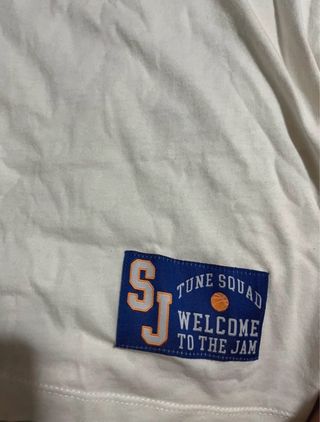 SJ
TUNE SQUAD
WELCOME
TO THE JAM